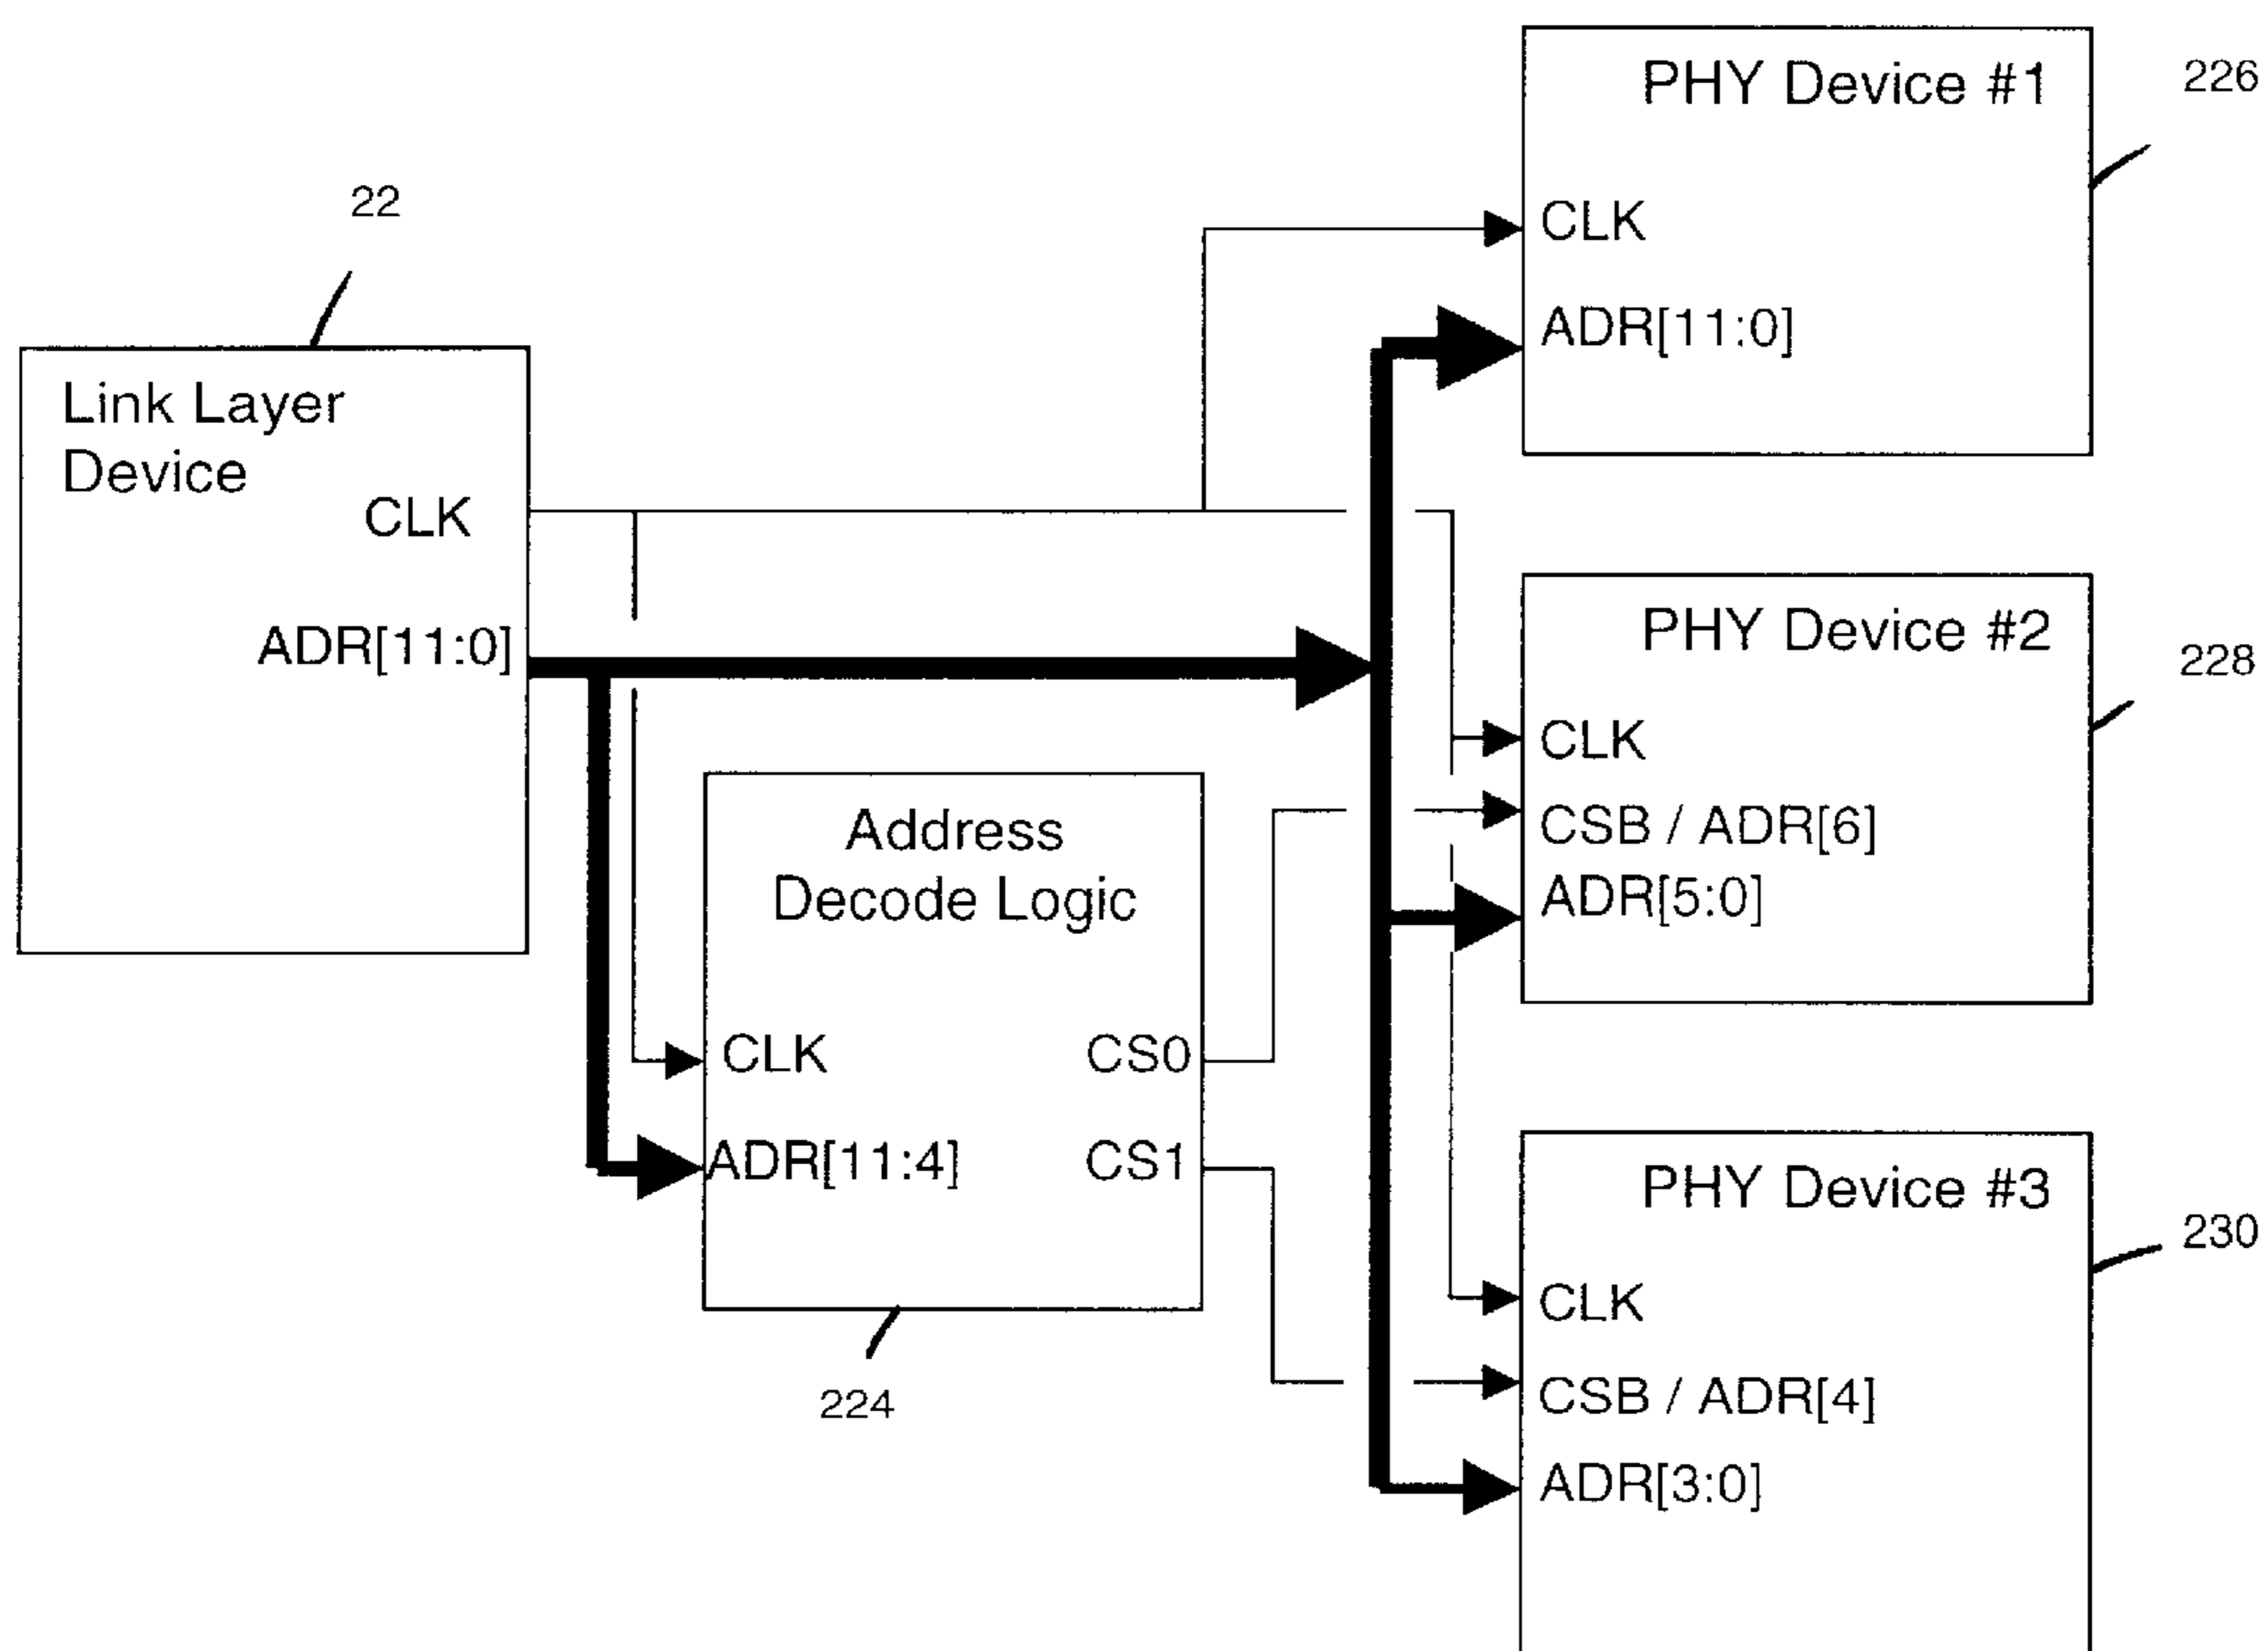 PHY Device #1
226
CLK
ADR[11:0]
22
Link Layer
Device
CLK
ADR[11:0]
PHY Device #2
228
CLK
CSB / ADR[6]
ADR[5:0]
Address
Decode Logic
CLK
CS0
ADR[11:4]
CS1
224
PHY Device #3
230
CLK
CSB / ADR[4]
ADR[3:0]